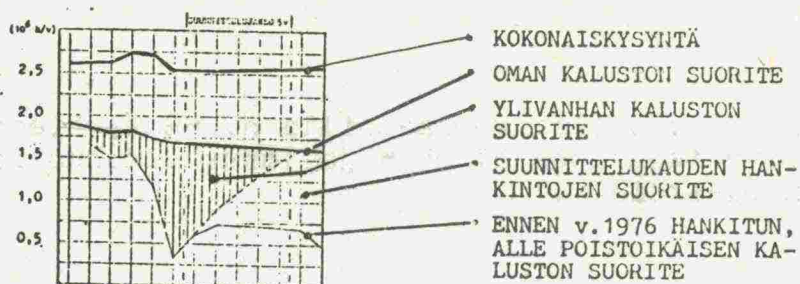 SUUNNITTELUJAKSO 5v
(10⁶ h/v)
2,5
2,0
1,5
1,0
0,5
KOKONAISKYSYNTÄ
OMAN KALUSTON SUORITE
YLIVANHAN KALUSTON
SUORITE
SUUNNITTELUKAUDEN HAN-
KINTOJEN SUORITE
ENNEN v.1976 HANKITUN,
ALLE POISTOIKÄISEN KA-
LUSTON SUORITE